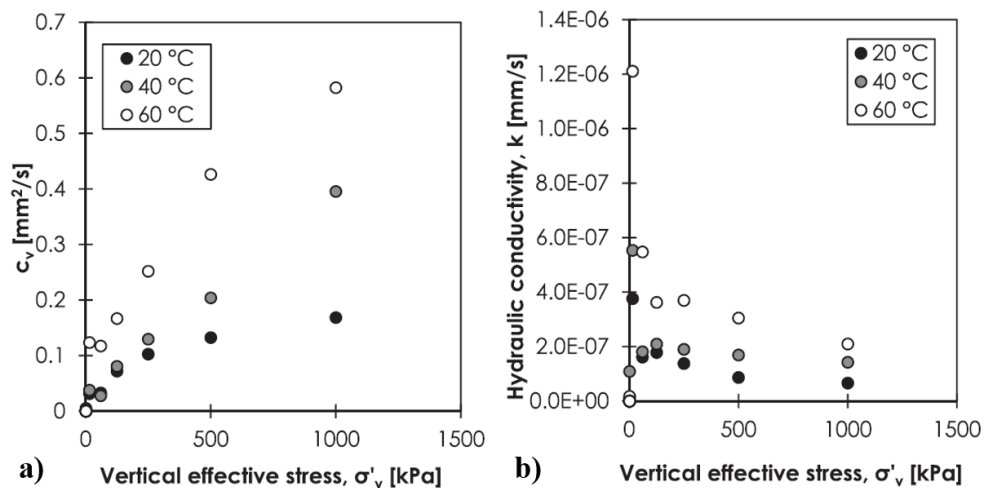 0.7
0.6
0.5
0.4
0.3
0.2
0.1
0
c_v [mm²/s]
20 °C
40 °C
60 °C
0
500
1000
1500
a)
Vertical effective stress, σ'_v [kPa]
1.4E-06
1.2E-06
1.0E-06
8.0E-07
6.0E-07
4.0E-07
2.0E-07
0.0E+00
Hydraulic conductivity, k [mm/s]
20 °C
40 °C
60 °C
0
500
1000
1500
b)
Vertical effective stress, σ'_v [kPa]